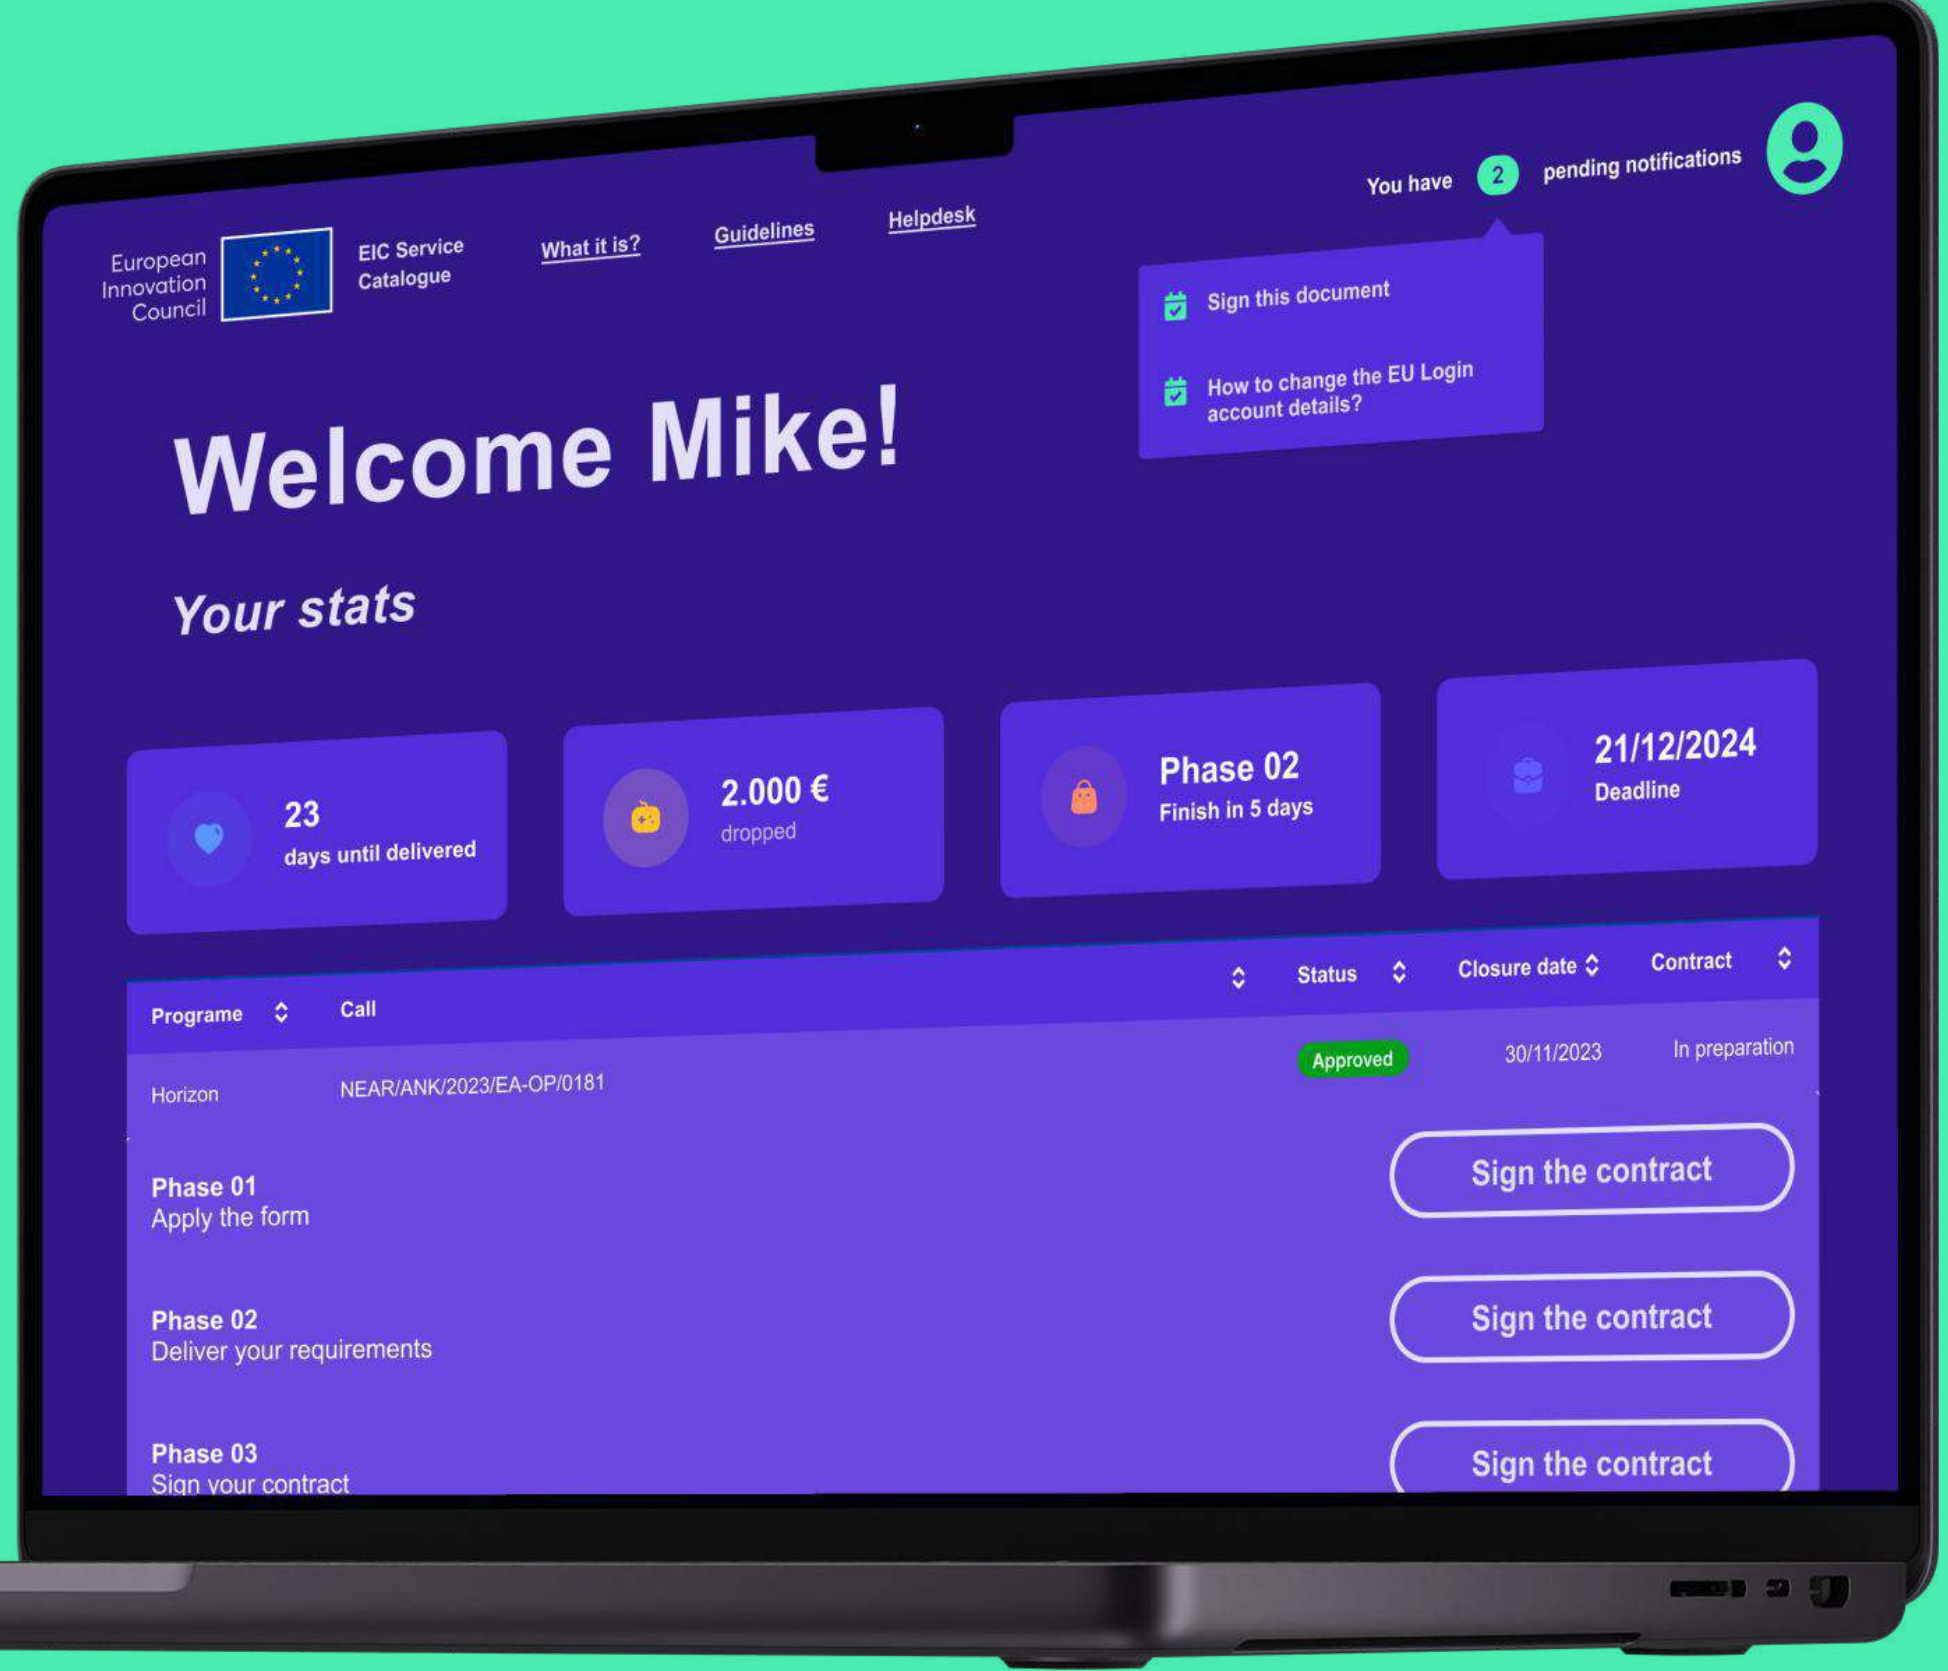 You have 2 pending notifications
European
Innovation
Council
EIC Service
Catalogue
What it is?
Guidelines
Helpdesk
Sign this document
How to change the EU Login
account details?
Welcome Mike!
Your stats
23
days until delivered
2.000 €
dropped
Phase 02
Finish in 5 days
21/12/2024
Deadline
Programe Call Status Closure date Contract
Horizon NEAR/ANK/2023/EA-OP/0181 Approved 30/11/2023 In preparation
Phase 01
Apply the form
Sign the contract
Phase 02
Deliver your requirements
Sign the contract
Phase 03
Sign your contract
Sign the contract